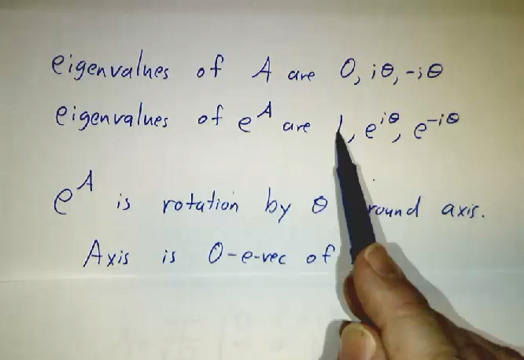 eigenvalues of A are 0, iθ, -iθ
eigenvalues of e^A are 1, e^iθ, e^-iθ
e^A is rotation by θ round axis.
Axis is 0-e-vec of